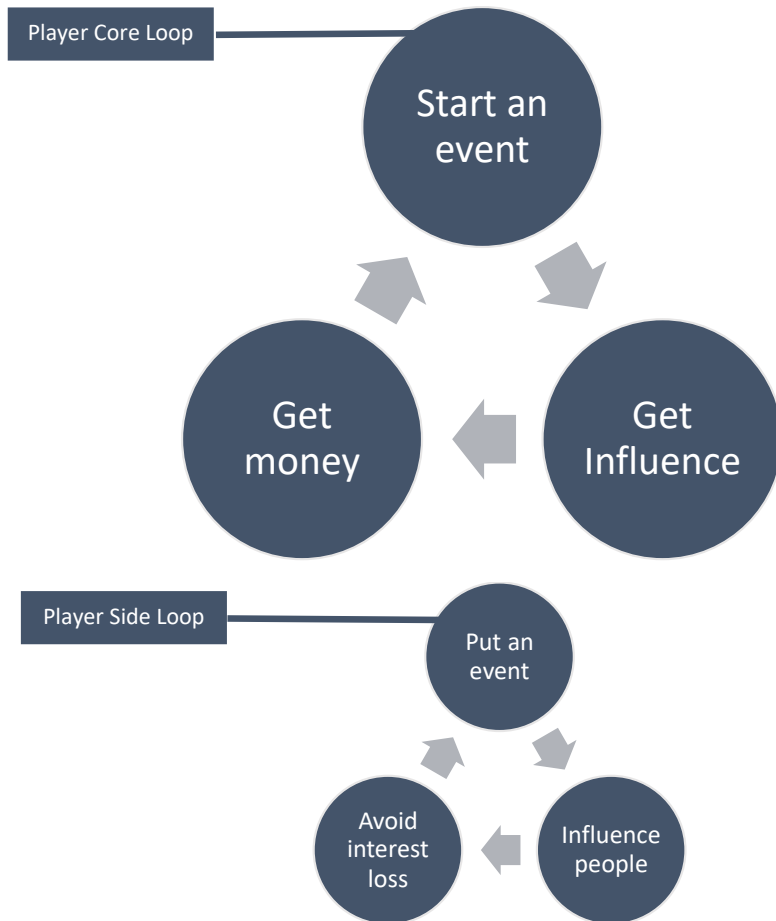 Player Core Loop
Start an
event
Get
money
Get
Influence
Player Side Loop
Put an
event
Avoid
interest
loss
Influence
people